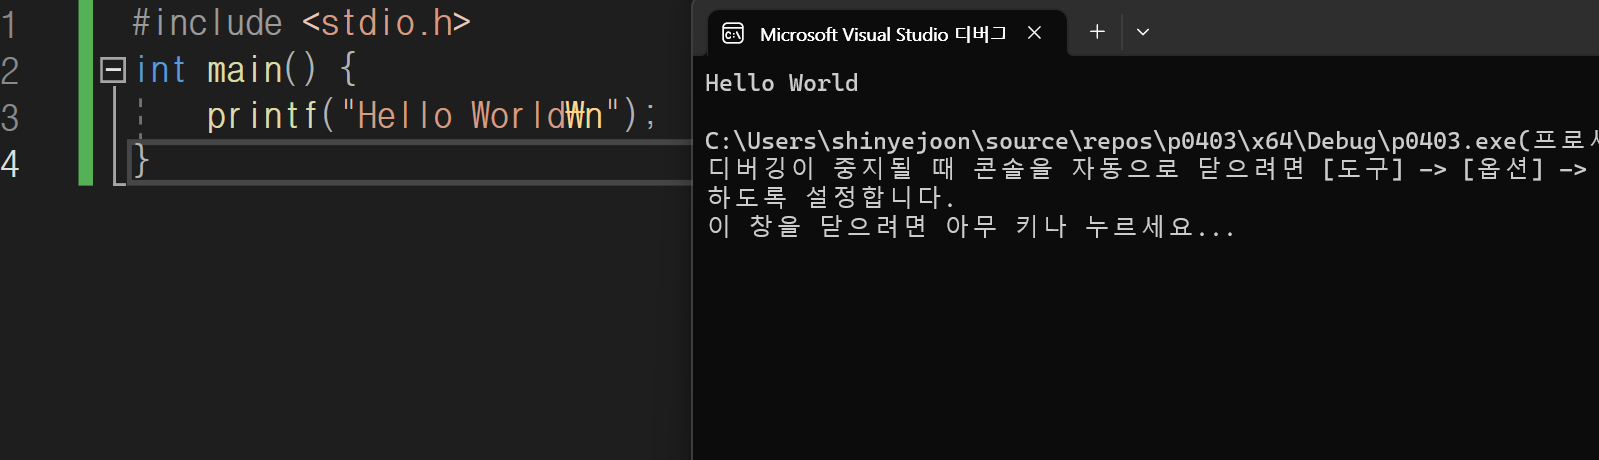 1 #include <stdio.h>
2 int main() {
3 printf("Hello World₩n");
4 }
Microsoft Visual Studio 디버그
Hello World
C:\Users\shinyejoon\source\repos\p0403\x64\Debug\p0403.exe(프로세
디버깅이 중지될 때 콘솔을 자동으로 닫으려면 [도구] -> [옵션] ->
하도록 설정합니다.
이 창을 닫으려면 아무 키나 누르세요...